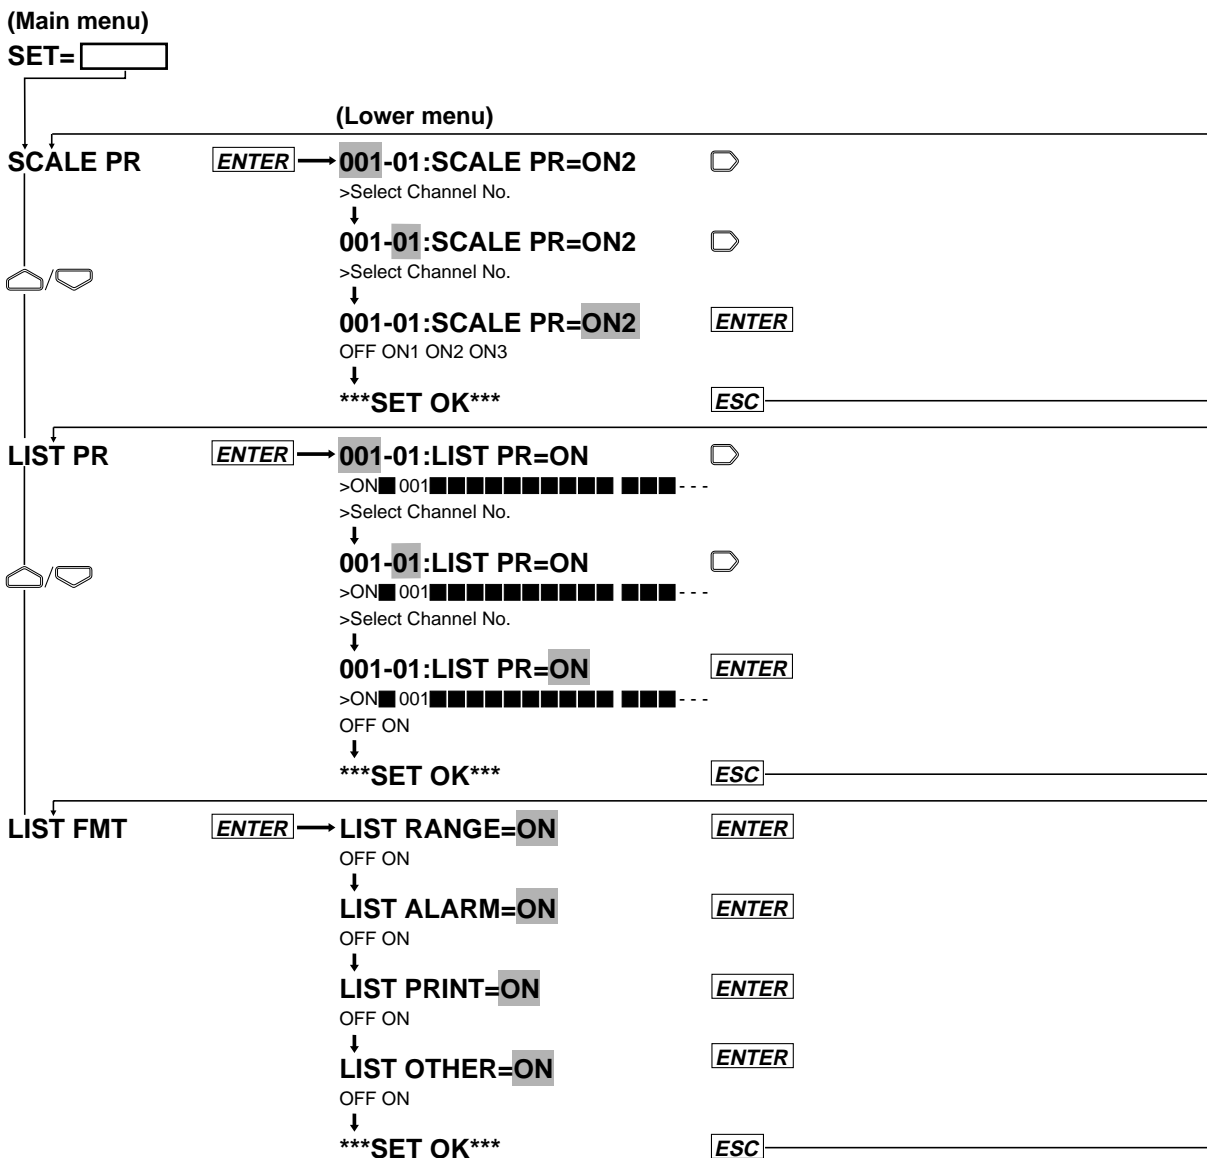 (Main menu)
SET=
(Lower menu)
SCALE PR ENTER 001-01:SCALE PR=ON2
>Select Channel No.
001-01:SCALE PR=ON2
>Select Channel No.
/
001-01:SCALE PR=ON2 ENTER
OFF ON1 ON2 ON3
***SET OK*** ESC
LIST PR ENTER 001-01:LIST PR=ON
>ON■ 001■■■■■■■■■■ ■■■- - -
>Select Channel No.
001-01:LIST PR=ON
/
>ON■ 001■■■■■■■■■■ ■■■- - -
>Select Channel No.
001-01:LIST PR=ON ENTER
>ON■ 001■■■■■■■■■■ ■■■- - -
OFF ON
***SET OK*** ESC
LIST FMT ENTER LIST RANGE=ON ENTER
OFF ON
LIST ALARM=ON ENTER
OFF ON
LIST PRINT=ON ENTER
OFF ON
LIST OTHER=ON ENTER
OFF ON
***SET OK*** ESC